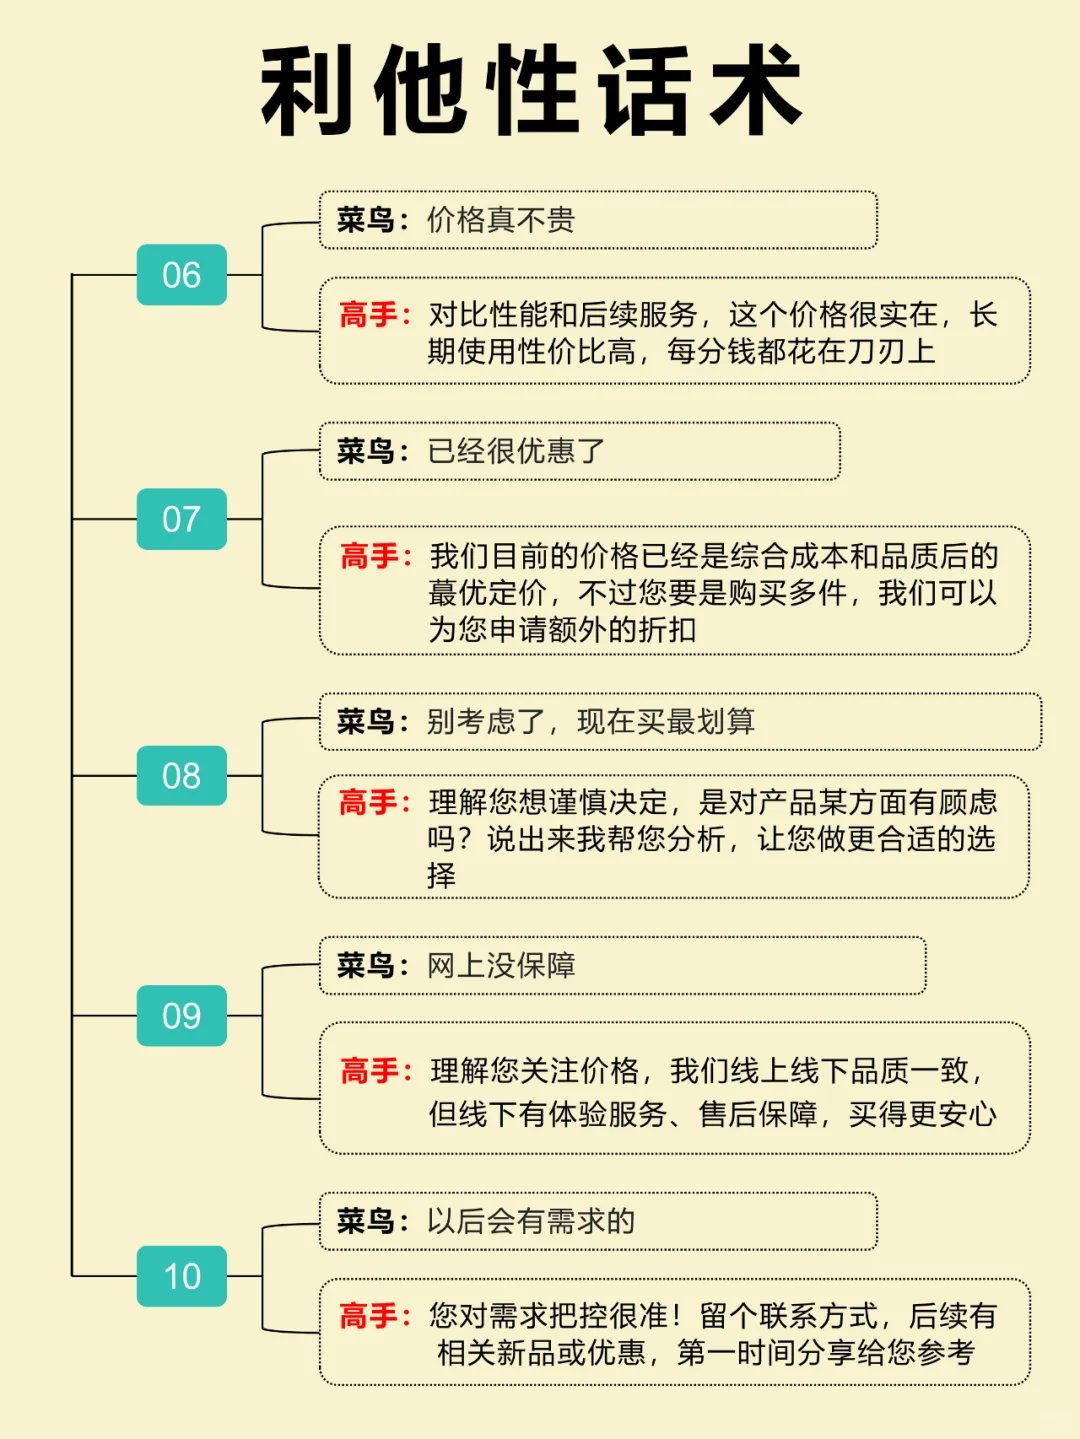 利他性话术
06
菜鸟：价格真不贵
高手：对比性能和后续服务，这个价格很实在，长
期使用性价比高，每分钱都花在刀刃上
07
菜鸟：已经很优惠了
高手：我们目前的价格已经是综合成本和品质后的
蕞优定价，不过您要是购买多件，我们可以
为您申请额外的折扣
08
菜鸟：别考虑了，现在买最划算
高手：理解您想谨慎决定，是对产品某方面有顾虑
吗？说出来我帮您分析，让您做更合适的选
择
09
菜鸟：网上没保障
高手：理解您关注价格，我们线上线下品质一致，
但线下有体验服务、售后保障，买得更安心
10
菜鸟：以后会有需求的
高手：您对需求把控很准！留个联系方式，后续有
相关新品或优惠，第一时间分享给您参考